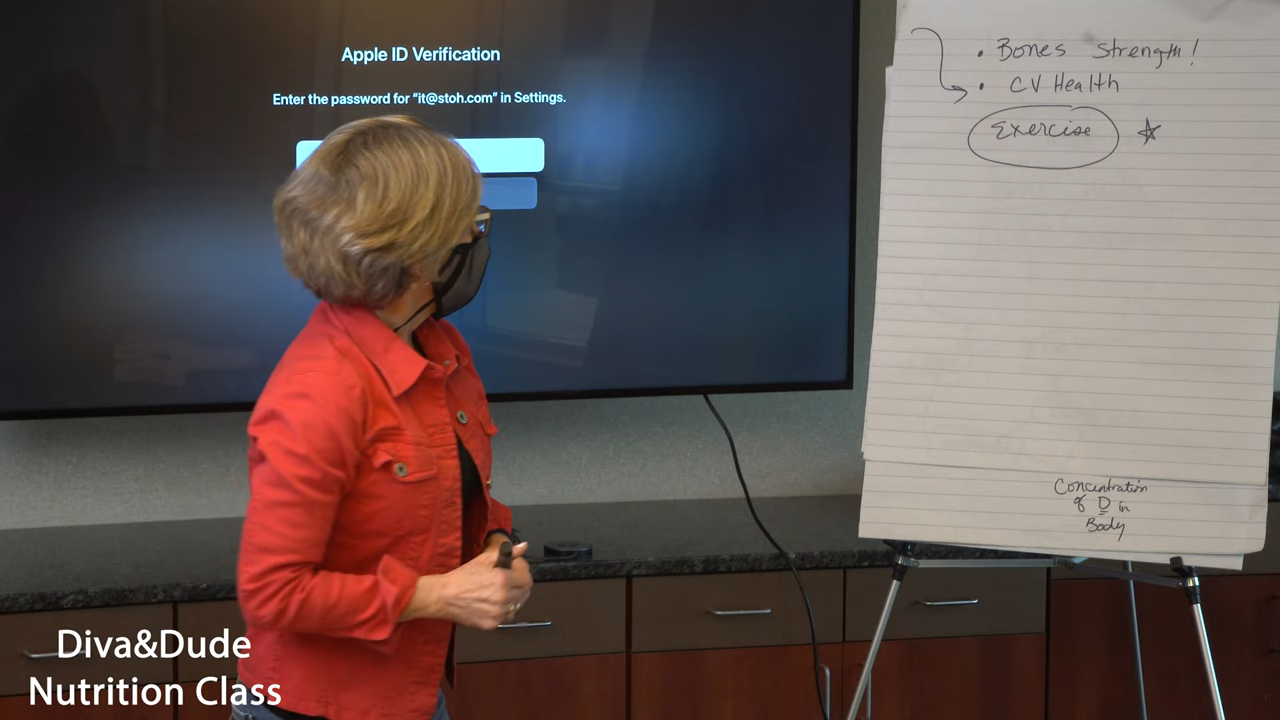 Apple ID Verification
Enter the password for “it@stoh.com” in Settings.
• Bones Strength!
• CV Health
Exercise
Concentration
of D in
Body
Diva&Dude
Nutrition Class